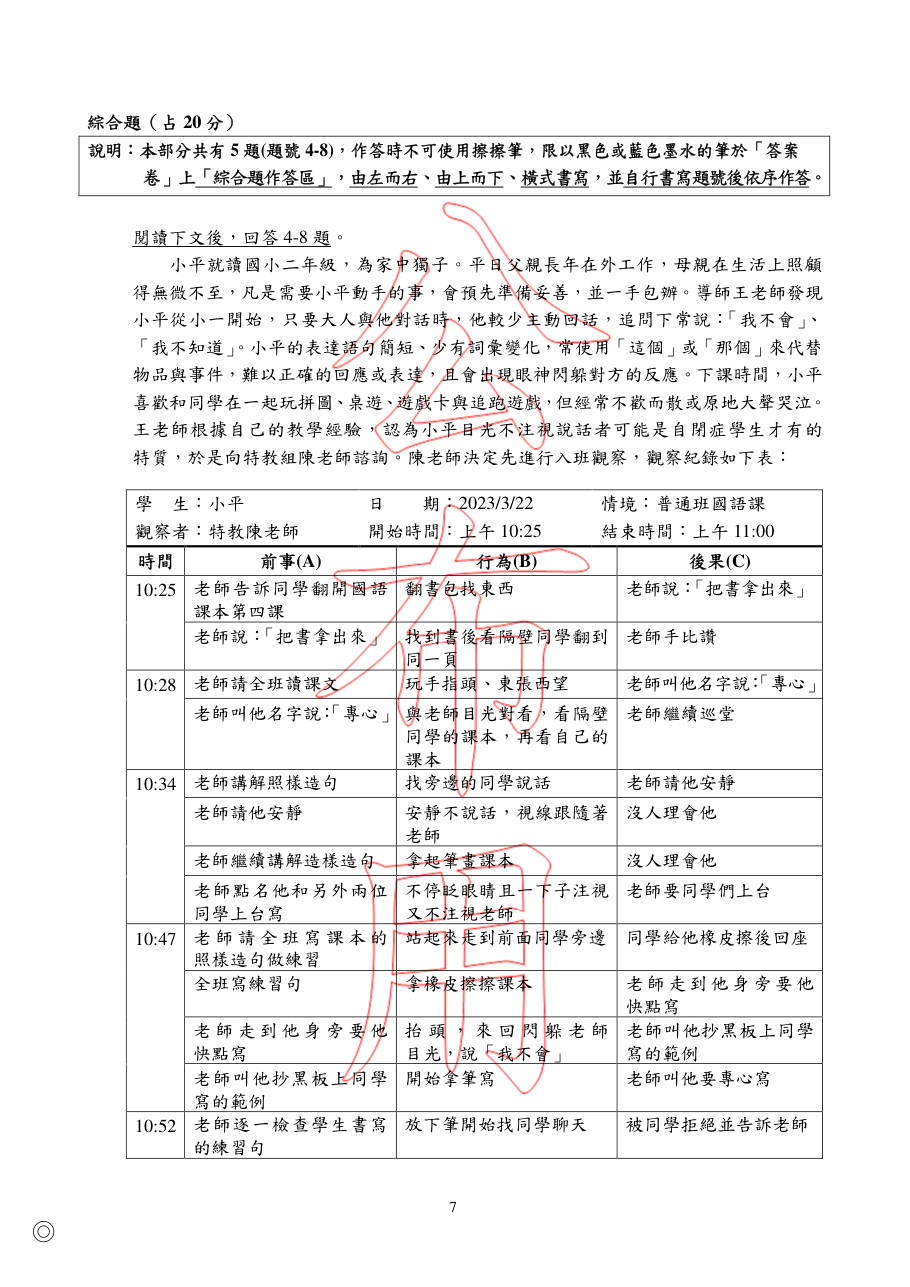 綜合題（占 20 分）
說明：本部分共有 5 題(題號 4-8)，作答時不可使用擦擦筆，限以黑色或藍色墨水的筆於「答案
卷」上「綜合題作答區」，由左而右、由上而下、橫式書寫，並自行書寫題號後依序作答。
閱讀下文後，回答 4-8 題。
小平就讀國小二年級，為家中獨子。平日父親長年在外工作，母親在生活上照顧
得無微不至，凡是需要小平動手的事，會預先準備妥善，並一手包辦。導師王老師發現
小平從小一開始，只要大人與他對話時，他較少主動回話，追問下常說：「我不會」、
「我不知道」。小平的表達語句簡短、少有詞彙變化，常使用「這個」或「那個」來代替
物品與事件，難以正確的回應或表達，且會出現眼神閃躲對方的反應。下課時間，小平
喜歡和同學在一起玩拼圖、桌遊、遊戲卡與追跑遊戲，但經常不歡而散或原地大聲哭泣。
王老師根據自己的教學經驗，認為小平目光不注視說話者可能是自閉症學生才有的
特質，於是向特教組陳老師諮詢。陳老師決定先進行入班觀察，觀察紀錄如下表：
學 生：小平 日 期：2023/3/22 情境：普通班國語課
觀察者：特教陳老師 開始時間：上午 10:25 結束時間：上午 11:00
時間 前事(A) 行為(B) 後果(C)
10:25 老師告訴同學翻開國語 翻書包找東西 老師說：「把書拿出來」
課本第四課
老師說：「把書拿出來」 找到書後看隔壁同學翻到 老師手比讚
同一頁
10:28 老師請全班讀課文 玩手指頭、東張西望 老師叫他名字說：「專心」
老師叫他名字說：「專心」 與老師目光對看，看隔壁 老師繼續巡堂
同學的課本，再看自己的
課本
10:34 老師講解照樣造句 找旁邊的同學說話 老師請他安靜
老師請他安靜 安靜不說話，視線跟隨著 沒人理會他
老師
老師繼續講解造樣造句 拿起筆畫課本 沒人理會他
老師點名他和另外兩位 不停眨眼睛且一下子注視 老師要同學們上台
同學上台寫 又不注視老師
10:47 老師請全班寫課本的 站起來走到前面同學旁邊 同學給他橡皮擦後回座
照樣造句做練習
全班寫練習句 拿橡皮擦擦課本 老師走到他身旁要他
快點寫
老師走到他身旁要他 抬頭，來回閃躲老師 老師叫他抄黑板上同學
快點寫 目光，說「我不會」 寫的範例
老師叫他抄黑板上同學 開始拿筆寫 老師叫他要專心寫
寫的範例
10:52 老師逐一檢查學生書寫 放下筆開始找同學聊天 被同學拒絕並告訴老師
的練習句
公布用
7